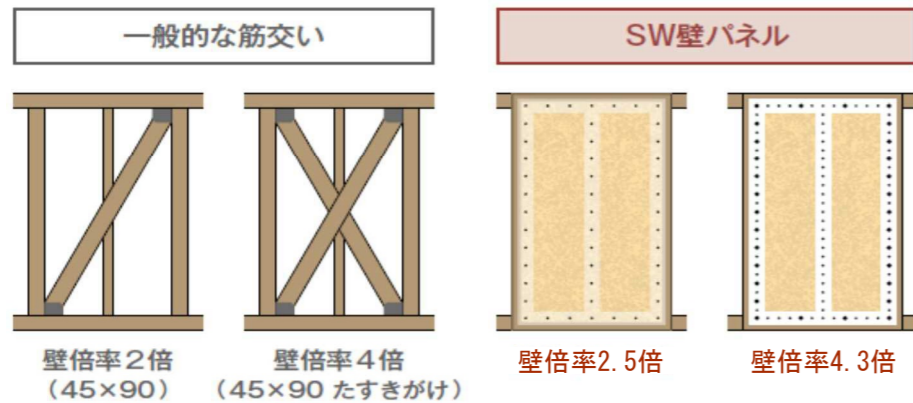 一般的な筋交い
SW壁パネル
壁倍率2倍
（45×90）
壁倍率4倍
（45×90 たすきがけ）
壁倍率2.5倍
壁倍率4.3倍